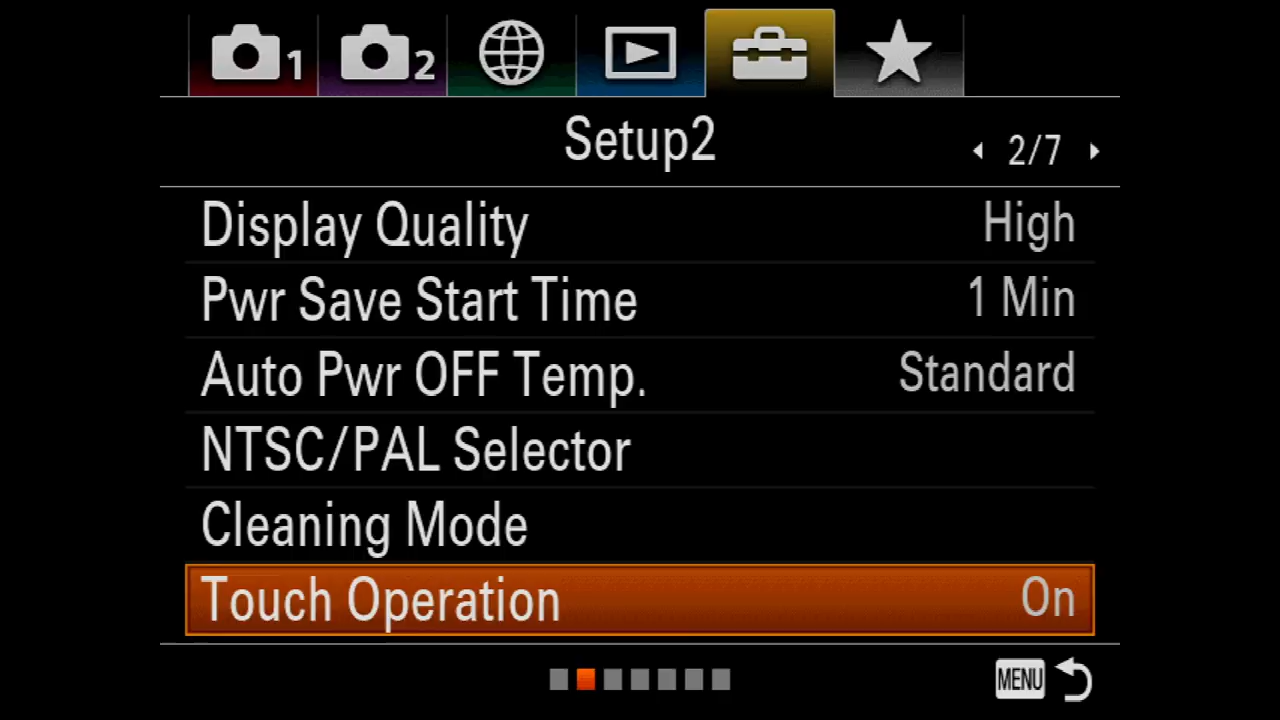 1 2
Setup2
2/7
Display Quality High
Pwr Save Start Time 1 Min
Auto Pwr OFF Temp. Standard
NTSC/PAL Selector
Cleaning Mode
Touch Operation On
MENU